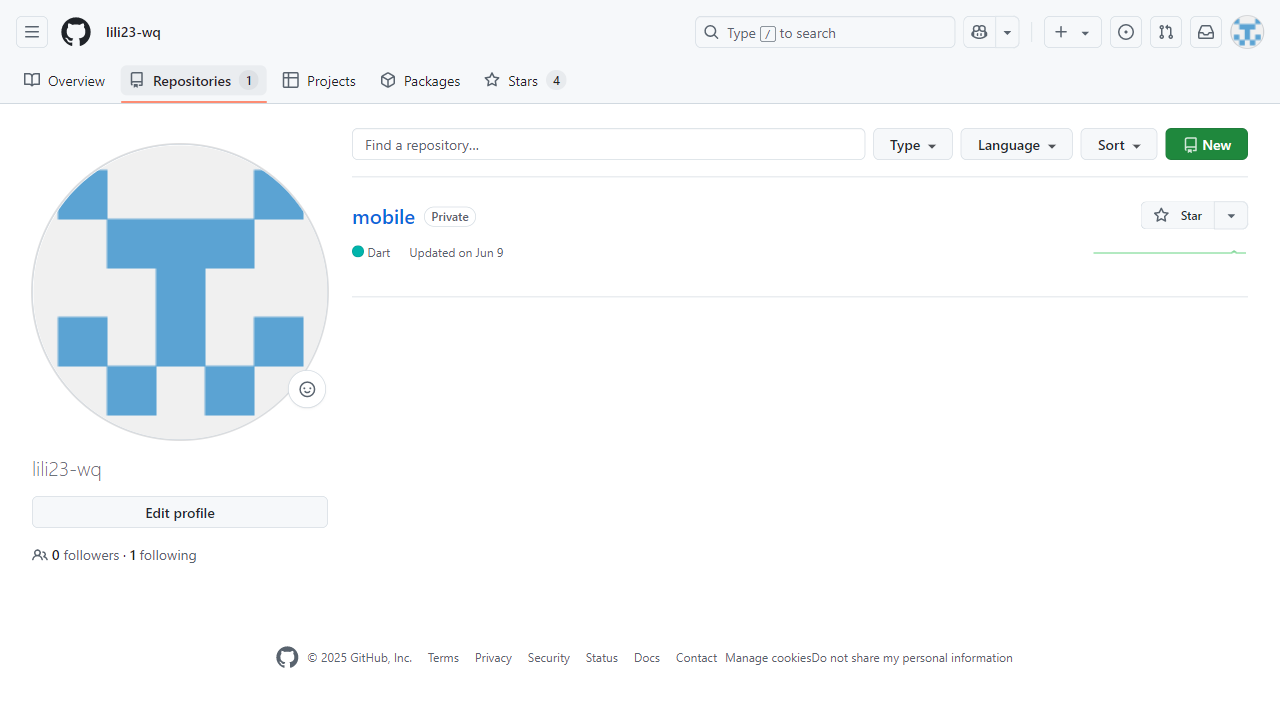 lili23-wq
Type / to search
Overview
Repositories 1
Projects
Packages
Stars 4
Find a repository...
Type
Language
Sort
New
mobile Private
Star
Dart Updated on Jun 9
lili23-wq
Edit profile
0 followers · 1 following
© 2025 GitHub, Inc. Terms Privacy Security Status Docs Contact Manage cookies Do not share my personal information